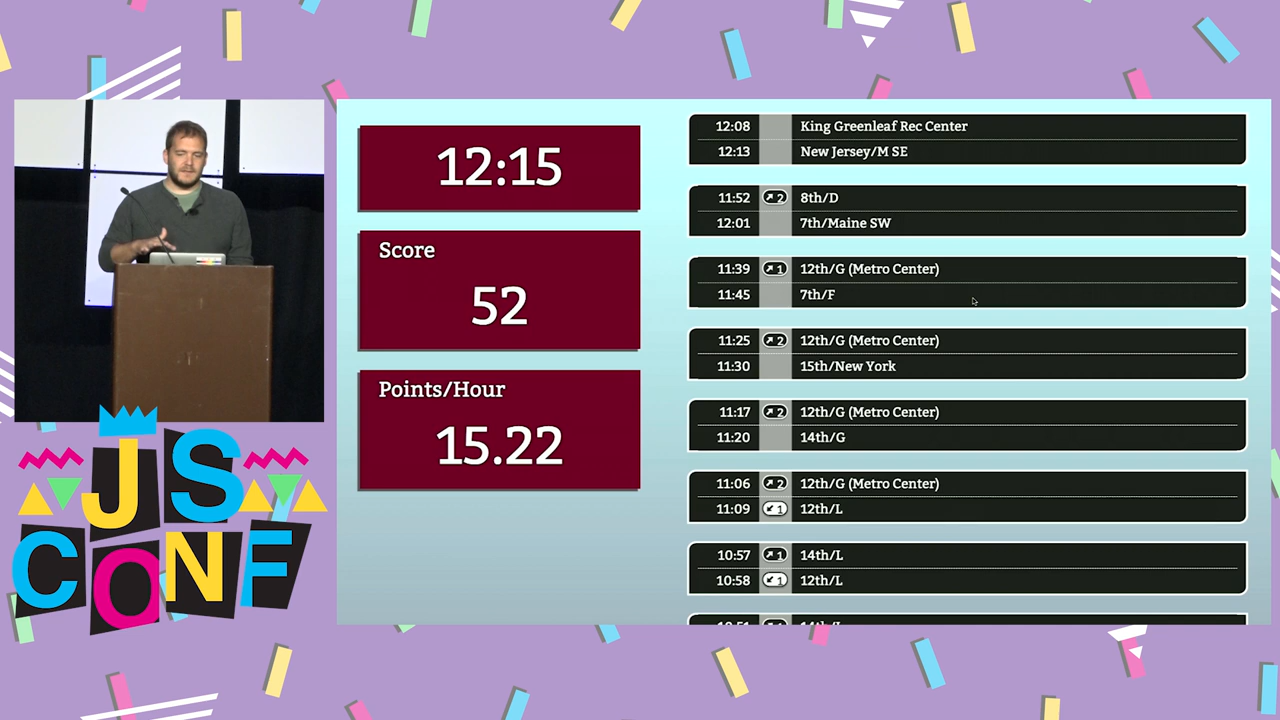 12:15
Score
52
Points/Hour
15.22
12:08 King Greenleaf Rec Center
12:13 New Jersey/M SE
11:52 2 8th/D
12:01 7th/Maine SW
11:39 1 12th/G (Metro Center)
11:45 7th/F
11:25 2 12th/G (Metro Center)
11:30 15th/New York
11:17 2 12th/G (Metro Center)
11:20 14th/G
11:06 2 12th/G (Metro Center)
11:09 1 12th/L
10:57 1 14th/L
10:58 1 12th/L
JS
CONF